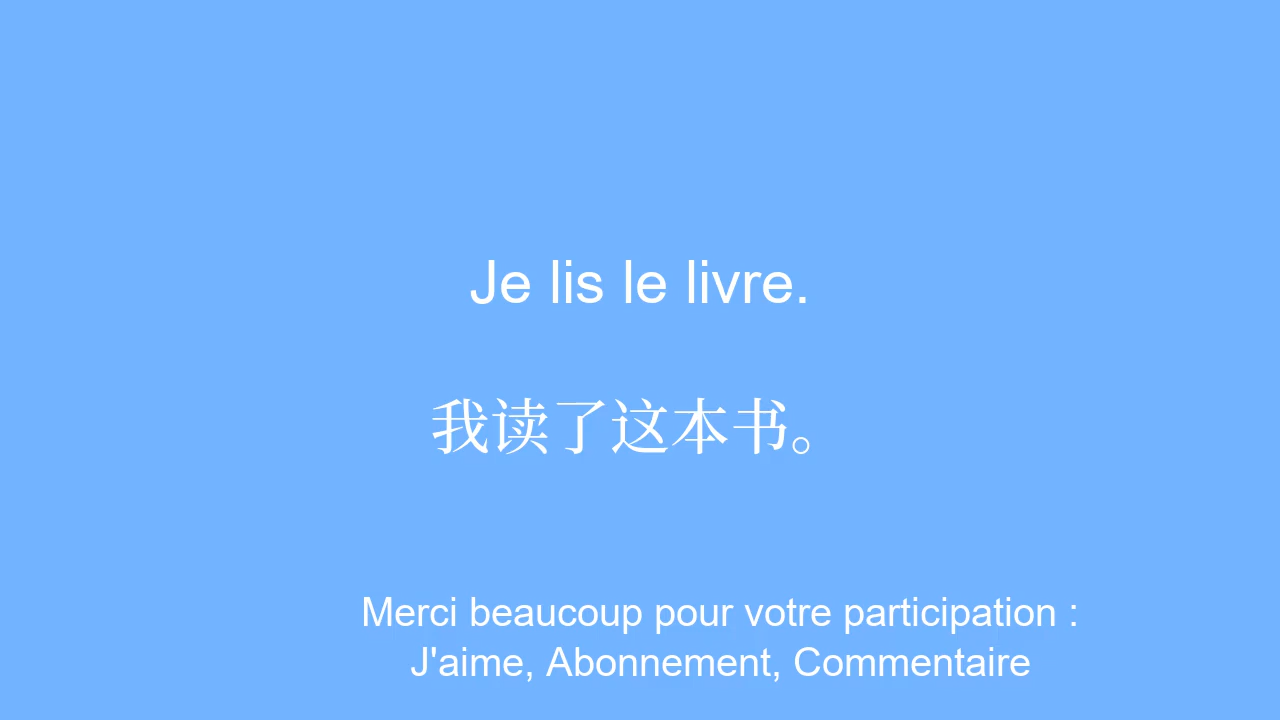 Je lis le livre.
我读了这本书。
Merci beaucoup pour votre participation :
J'aime, Abonnement, Commentaire